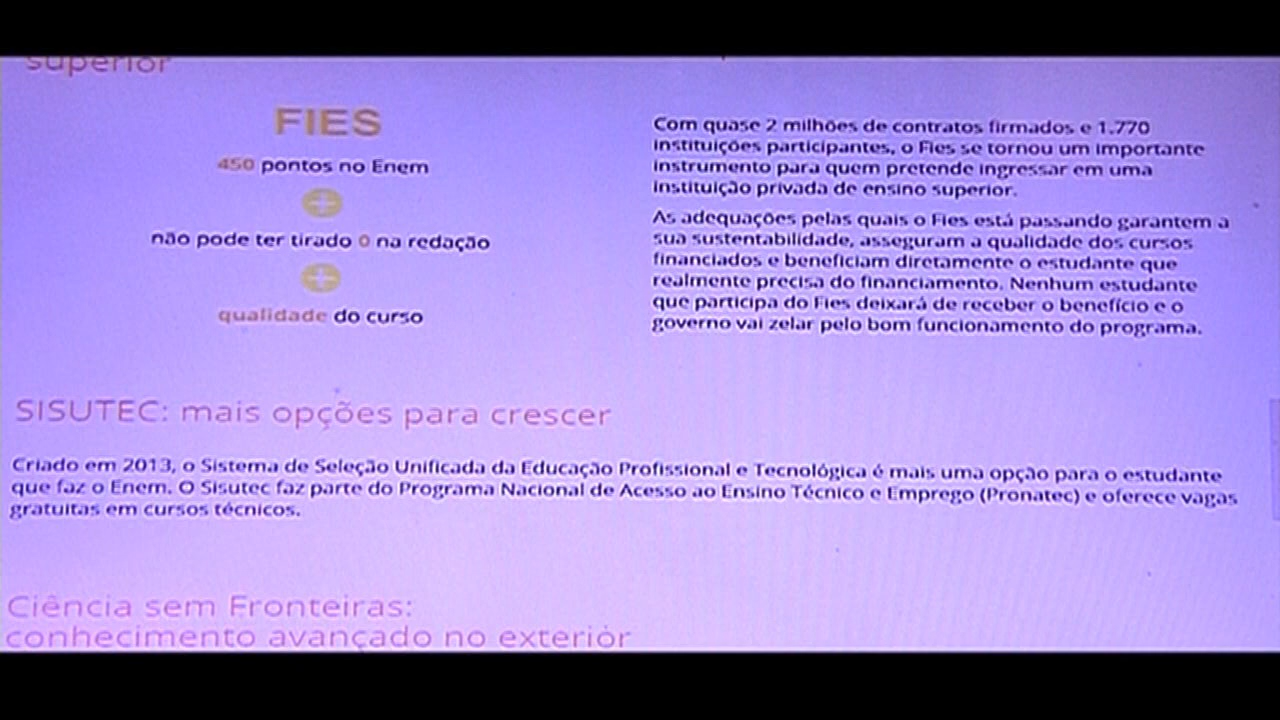 superior
FIES
450 pontos no Enem
não pode ter tirado 0 na redação
qualidade do curso
Com quase 2 milhões de contratos firmados e 1.770
instituições participantes, o Fies se tornou um importante
instrumento para quem pretende ingressar em uma
instituição privada de ensino superior.
As adequações pelas quais o Fies está passando garantem a
sua sustentabilidade, asseguram a qualidade dos cursos
financiados e beneficiam diretamente o estudante que
realmente precisa do financiamento. Nenhum estudante
que participa do Fies deixará de receber o benefício e o
governo vai zelar pelo bom funcionamento do programa.
SISUTEC: mais opções para crescer
Criado em 2013, o Sistema de Seleção Unificada da Educação Profissional e Tecnológica é mais uma opção para o estudante
que faz o Enem. O Sisutec faz parte do Programa Nacional de Acesso ao Ensino Técnico e Emprego (Pronatec) e oferece vagas
gratuitas em cursos técnicos.
Ciência sem Fronteiras:
conhecimento avançado no exterior